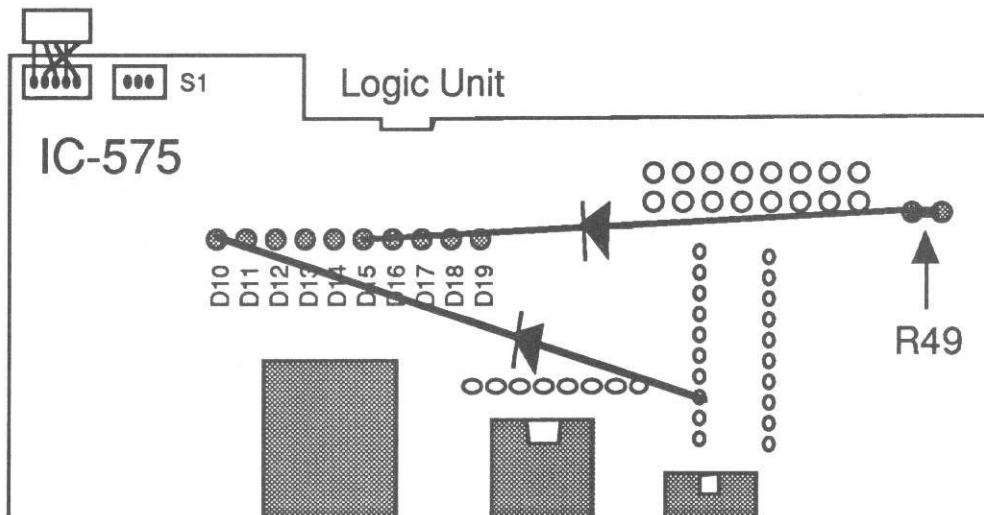 S1
Logic Unit
IC-575
D10
D11
D12
D13
D14
D15
D16
D17
D18
D19
R49